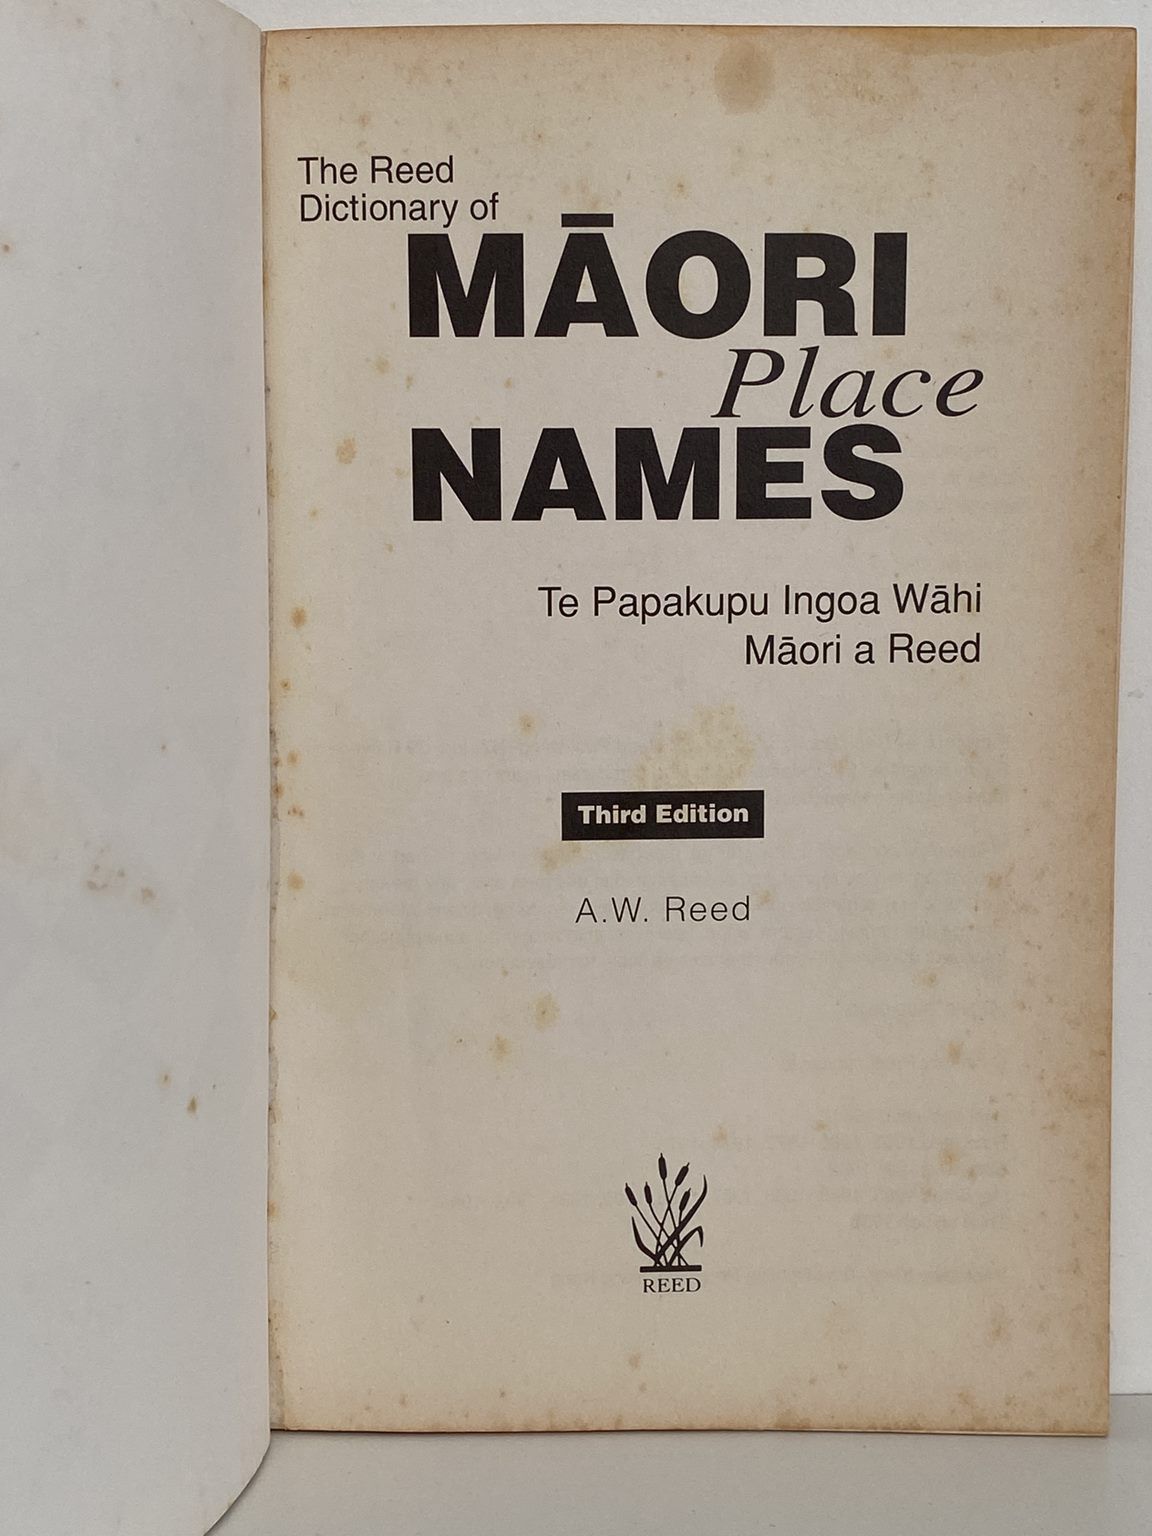 The Reed
Dictionary of
MĀORI
Place
NAMES
Te Papakupu Ingoa Wāhi
Māori a Reed
Third Edition
A.W. Reed
REED